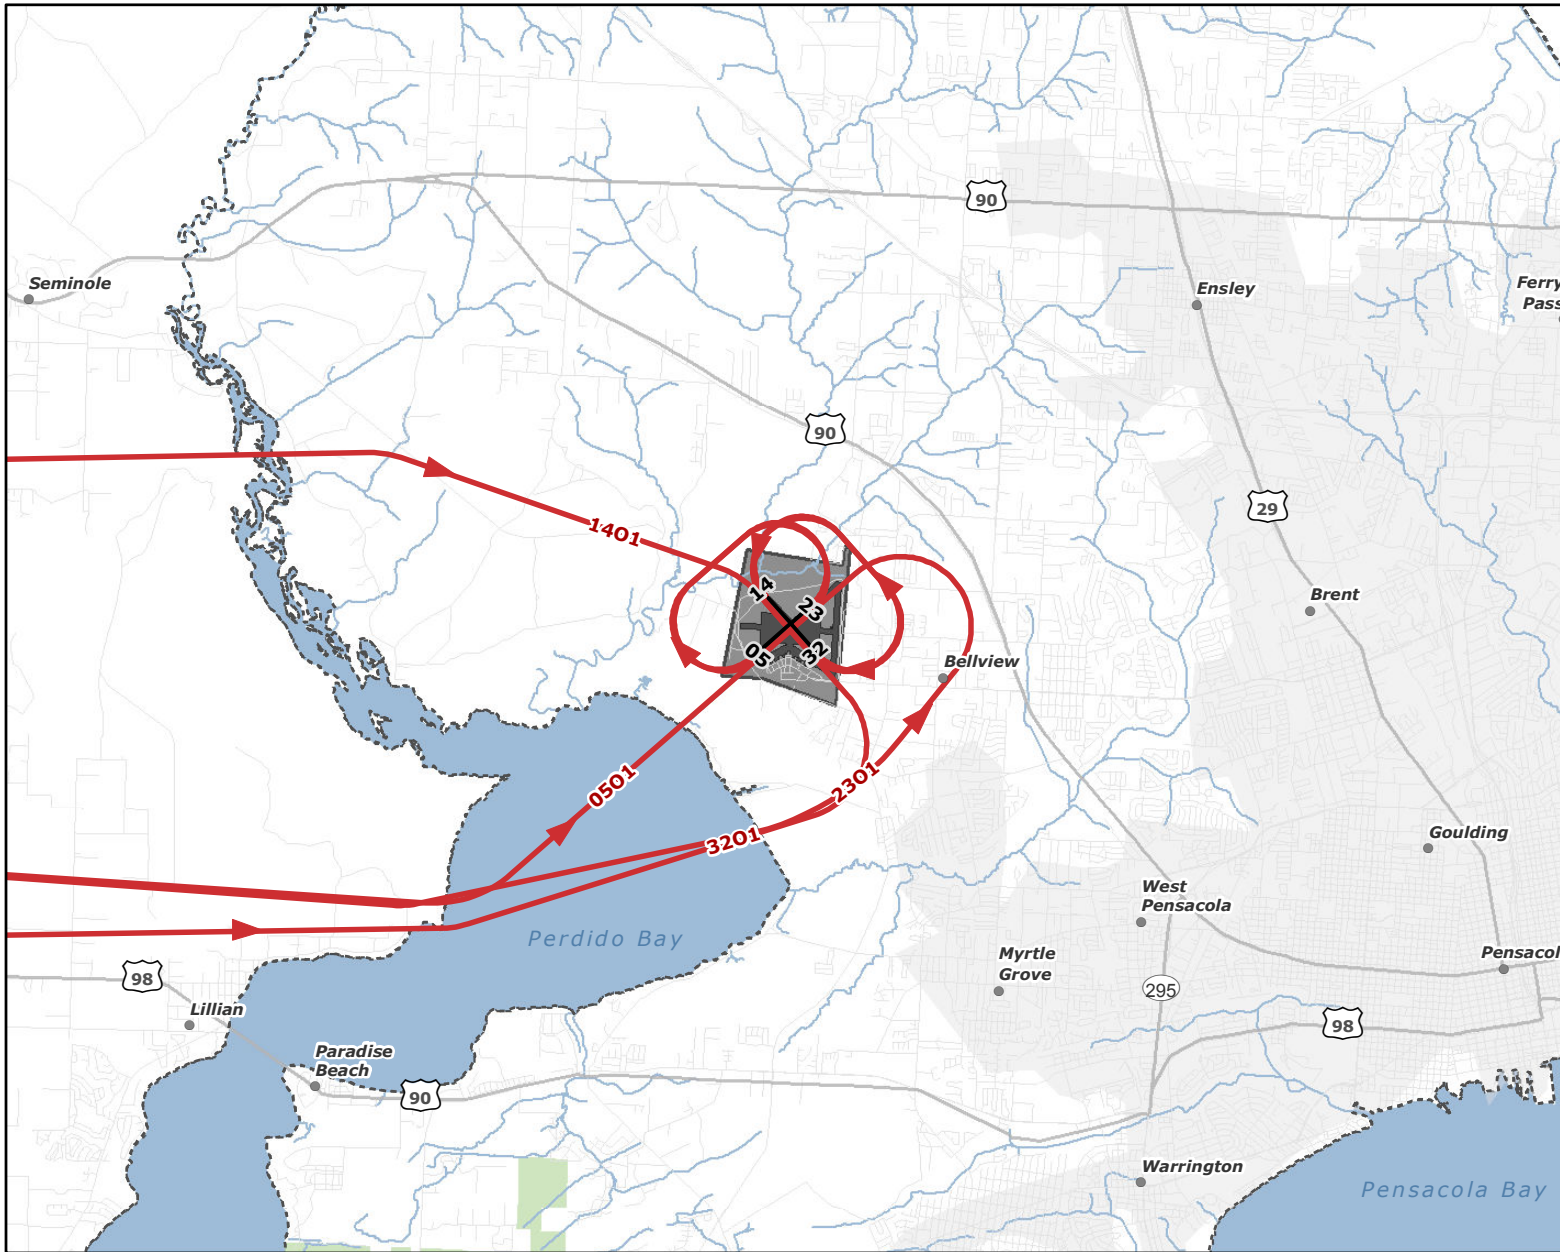 90
Seminole
Ensley
Ferry
Pass
90
29
14O1
14
23
Brent
05
32
Bellview
05O1
23O1
32O1
Goulding
West
Pensacola
Perdido Bay
Myrtle
Grove
Pensacol
98
295
Lillian
98
Paradise
Beach
90
Warrington
Pensacola Bay